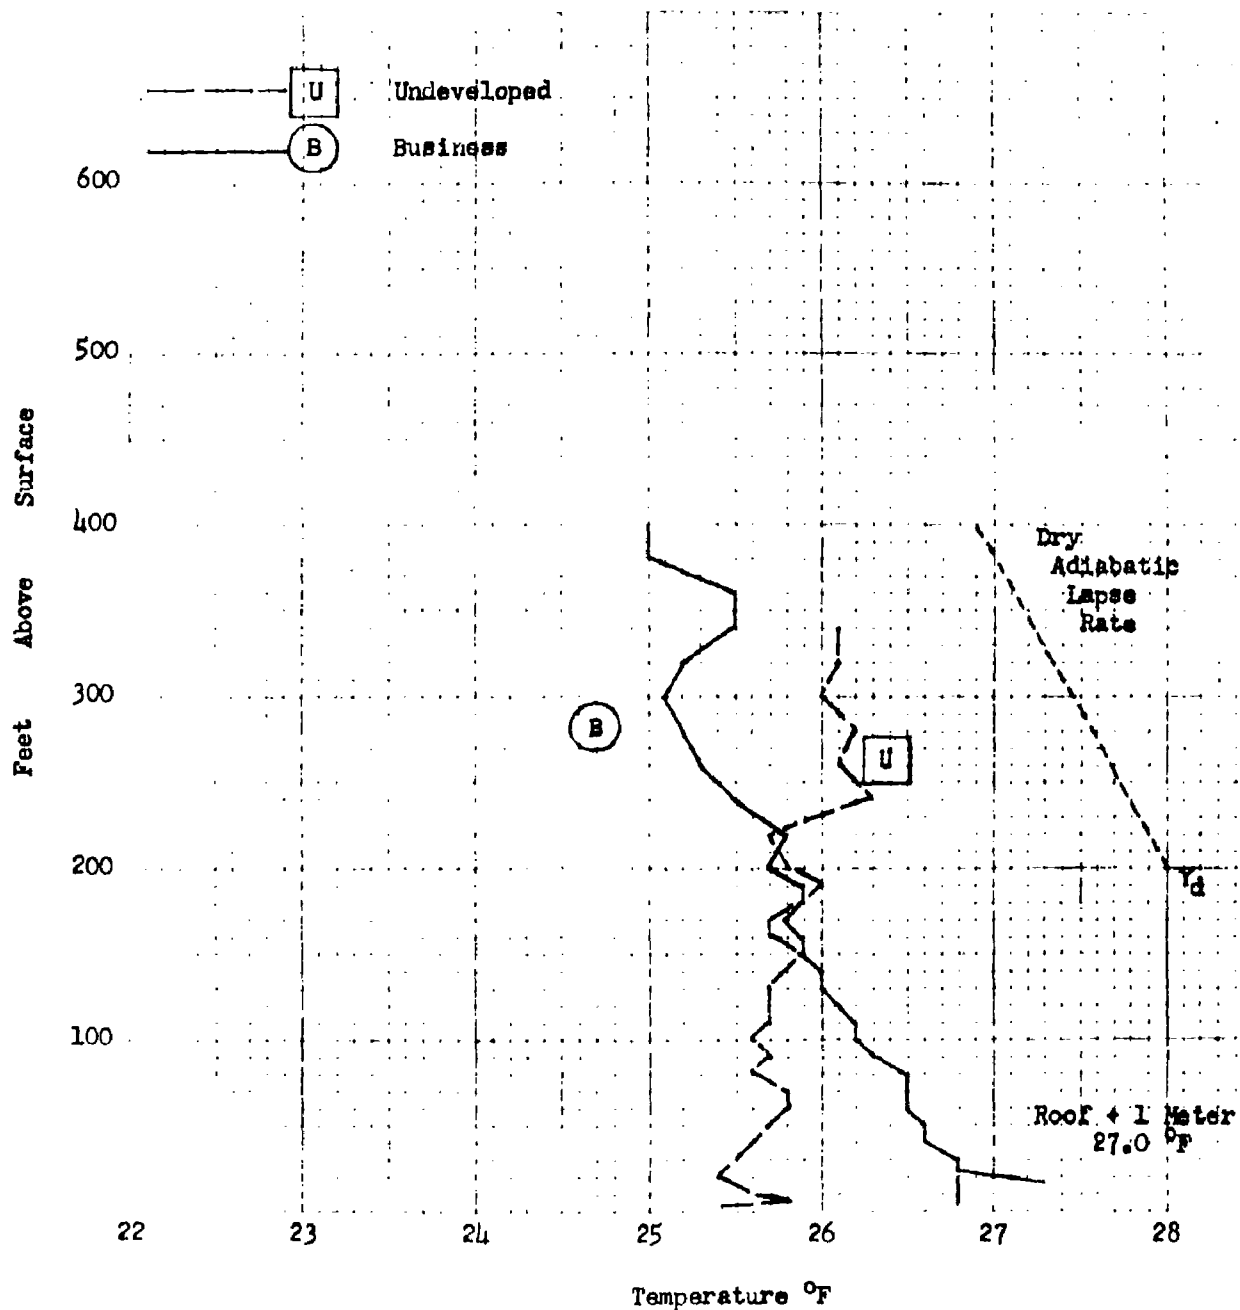 U Undeveloped
B Business
600
500
400
300
200
100
Feet Above Surface
Dry
Adiabatic
Lapse
Rate
B
U
γd
Roof + 1 Meter
27.0 °F
22 23 24 25 26 27 28
Temperature °F